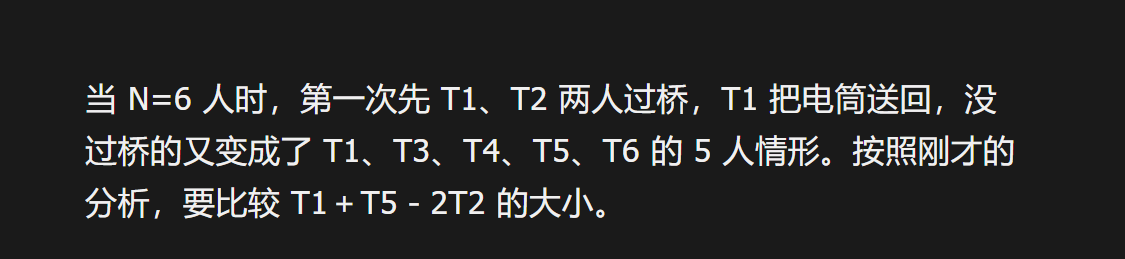 当 N=6 人时，第一次先 T1、T2 两人过桥，T1 把电筒送回，没
过桥的又变成了 T1、T3、T4、T5、T6 的 5 人情形。按照刚才的
分析，要比较 T1＋T5 - 2T2 的大小。